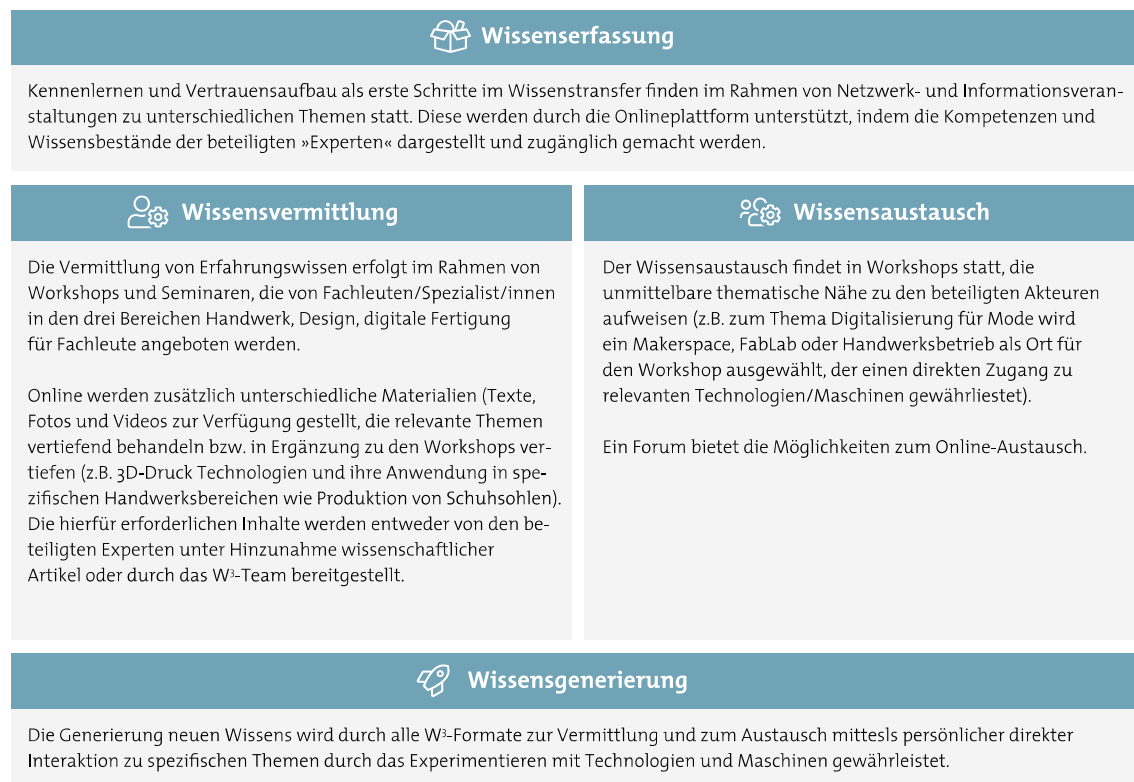 Wissenserfassung
Kennenlernen und Vertrauensaufbau als erste Schritte im Wissenstransfer finden im Rahmen von Netzwerk- und Informationsveran-
staltungen zu unterschiedlichen Themen statt. Diese werden durch die Onlineplattform unterstützt, indem die Kompetenzen und
Wissensbestände der beteiligten »Experten« dargestellt und zugänglich gemacht werden.
Wissensvermittlung
Die Vermittlung von Erfahrungswissen erfolgt im Rahmen von
Workshops und Seminaren, die von Fachleuten/Spezialist/innen
in den drei Bereichen Handwerk, Design, digitale Fertigung
für Fachleute angeboten werden.
Online werden zusätzlich unterschiedliche Materialien (Texte,
Fotos und Videos zur Verfügung gestellt, die relevante Themen
vertiefend behandeln bzw. in Ergänzung zu den Workshops ver-
tiefen (z.B. 3D-Druck Technologien und ihre Anwendung in spe-
zifischen Handwerksbereichen wie Produktion von Schuhsohlen).
Die hierfür erforderlichen Inhalte werden entweder von den be-
teiligten Experten unter Hinzunahme wissenschaftlicher
Artikel oder durch das W³-Team bereitgestellt.
Wissensaustausch
Der Wissensaustausch findet in Workshops statt, die
unmittelbare thematische Nähe zu den beteiligten Akteuren
aufweisen (z.B. zum Thema Digitalisierung für Mode wird
ein Makerspace, FabLab oder Handwerksbetrieb als Ort für
den Workshop ausgewählt, der einen direkten Zugang zu
relevanten Technologien/Maschinen gewährliestet).
Ein Forum bietet die Möglichkeiten zum Online-Austausch.
Wissensgenerierung
Die Generierung neuen Wissens wird durch alle W³-Formate zur Vermittlung und zum Austausch mittesls persönlicher direkter
Interaktion zu spezifischen Themen durch das Experimentieren mit Technologien und Maschinen gewährleistet.